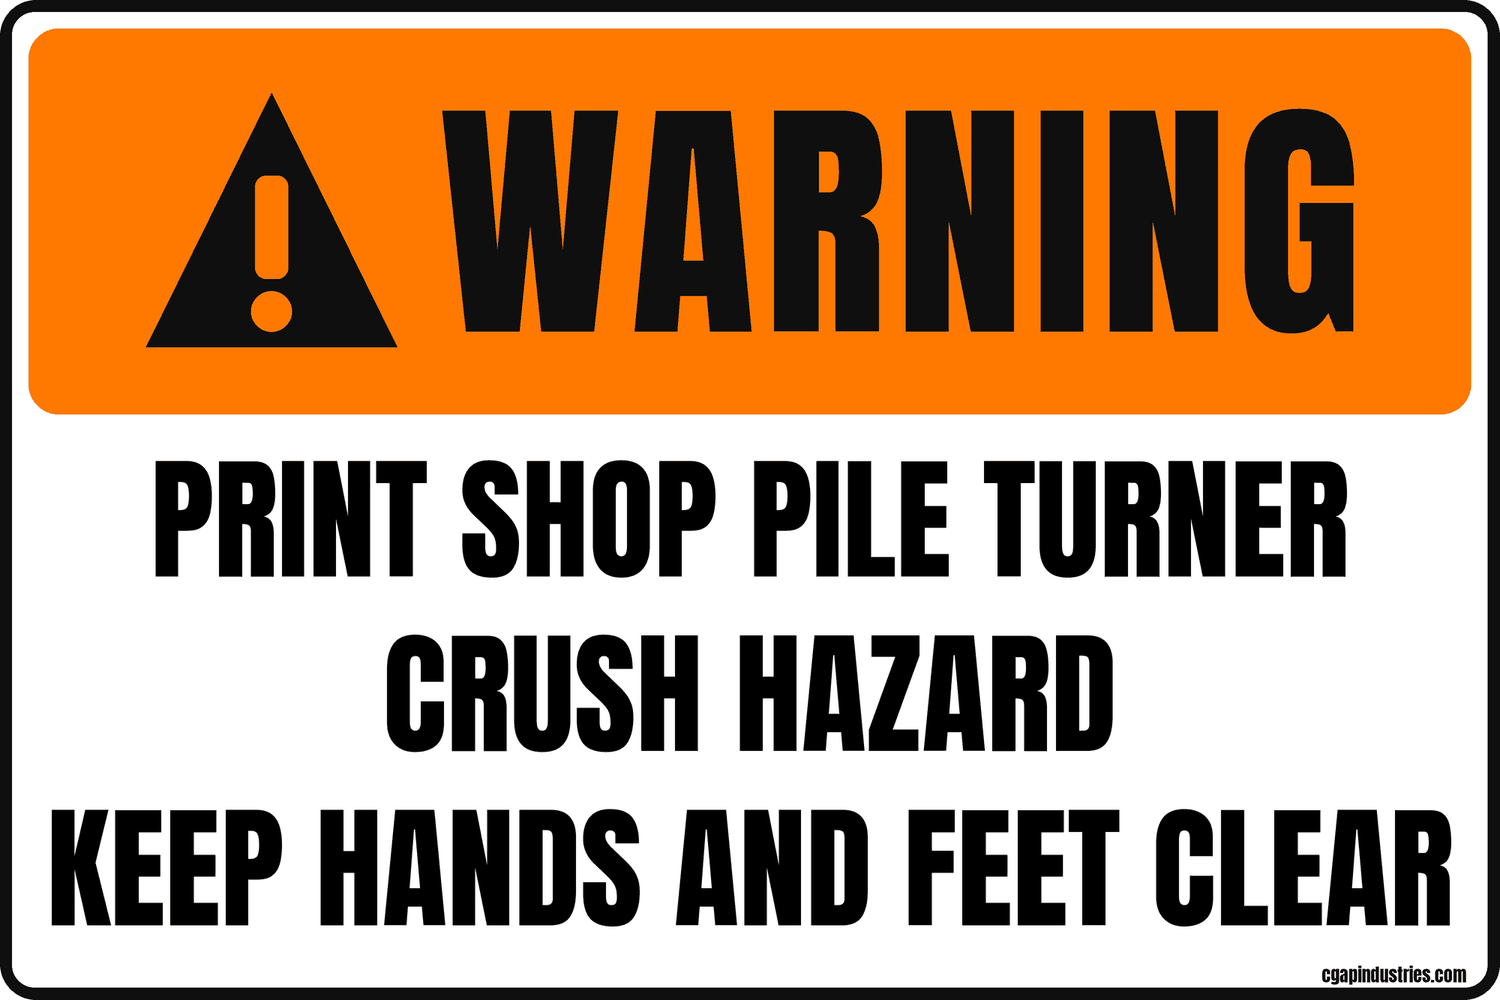 WARNING
PRINT SHOP PILE TURNER
CRUSH HAZARD
KEEP HANDS AND FEET CLEAR
cgapindustries.com